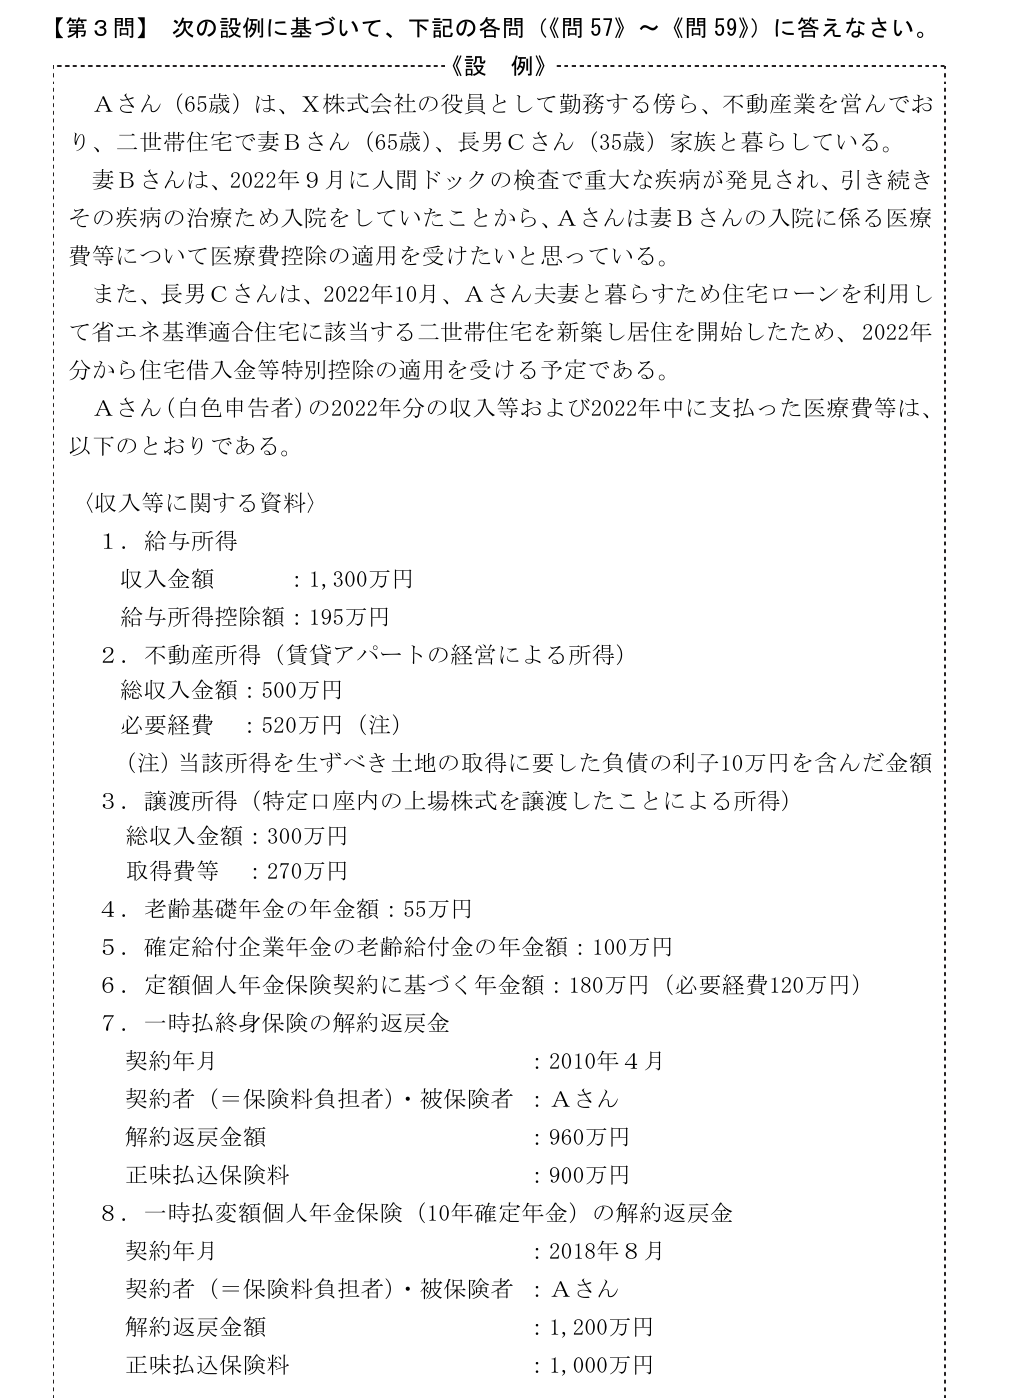 【第３問】 次の設例に基づいて、下記の各問（《問 57》～《問 59》）に答えなさい。
《設　例》
Ａさん（65歳）は、Ｘ株式会社の役員として勤務する傍ら、不動産業を営んでお
り、二世帯住宅で妻Ｂさん（65歳）、長男Ｃさん（35歳）家族と暮らしている。
妻Ｂさんは、2022年９月に人間ドックの検査で重大な疾病が発見され、引き続き
その疾病の治療ため入院をしていたことから、Ａさんは妻Ｂさんの入院に係る医療
費等について医療費控除の適用を受けたいと思っている。
また、長男Ｃさんは、2022年10月、Ａさん夫妻と暮らすため住宅ローンを利用し
て省エネ基準適合住宅に該当する二世帯住宅を新築し居住を開始したため、2022年
分から住宅借入金等特別控除の適用を受ける予定である。
Ａさん（白色申告者）の2022年分の収入等および2022年中に支払った医療費等は、
以下のとおりである。
〈収入等に関する資料〉
１．給与所得
収入金額　　　：1,300万円
給与所得控除額：195万円
２．不動産所得（賃貸アパートの経営による所得）
総収入金額：500万円
必要経費　：520万円（注）
（注）当該所得を生ずべき土地の取得に要した負債の利子10万円を含んだ金額
３．譲渡所得（特定口座内の上場株式を譲渡したことによる所得）
総収入金額：300万円
取得費等　：270万円
４．老齢基礎年金の年金額：55万円
５．確定給付企業年金の老齢給付金の年金額：100万円
６．定額個人年金保険契約に基づく年金額：180万円（必要経費120万円）
７．一時払終身保険の解約返戻金
契約年月　：2010年４月
契約者（＝保険料負担者）・被保険者　：Ａさん
解約返戻金額　：960万円
正味払込保険料　：900万円
８．一時払変額個人年金保険（10年確定年金）の解約返戻金
契約年月　：2018年８月
契約者（＝保険料負担者）・被保険者　：Ａさん
解約返戻金額　：1,200万円
正味払込保険料　：1,000万円